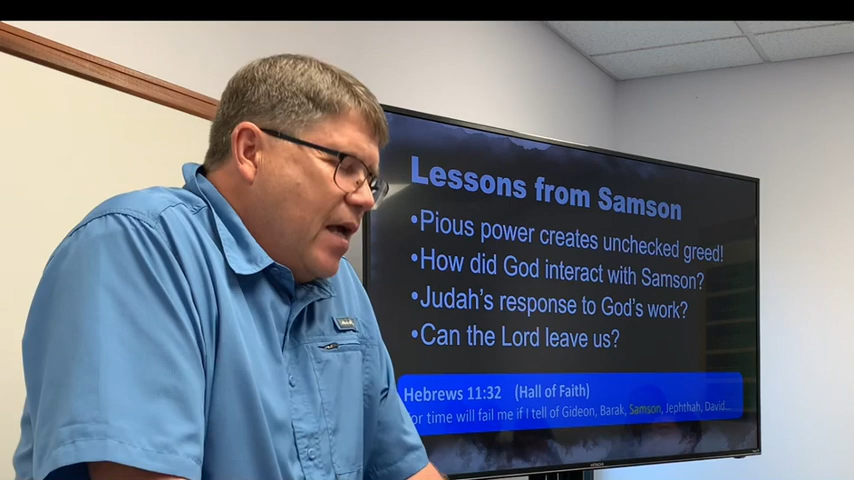 Lessons from Samson
•Pious power creates unchecked greed!
•How did God interact with Samson?
•Judah's response to God's work?
•Can the Lord leave us?
Hebrews 11:32 (Hall of Faith)
for time will fail me if I tell of Gideon, Barak, Samson, Jephthah, David...